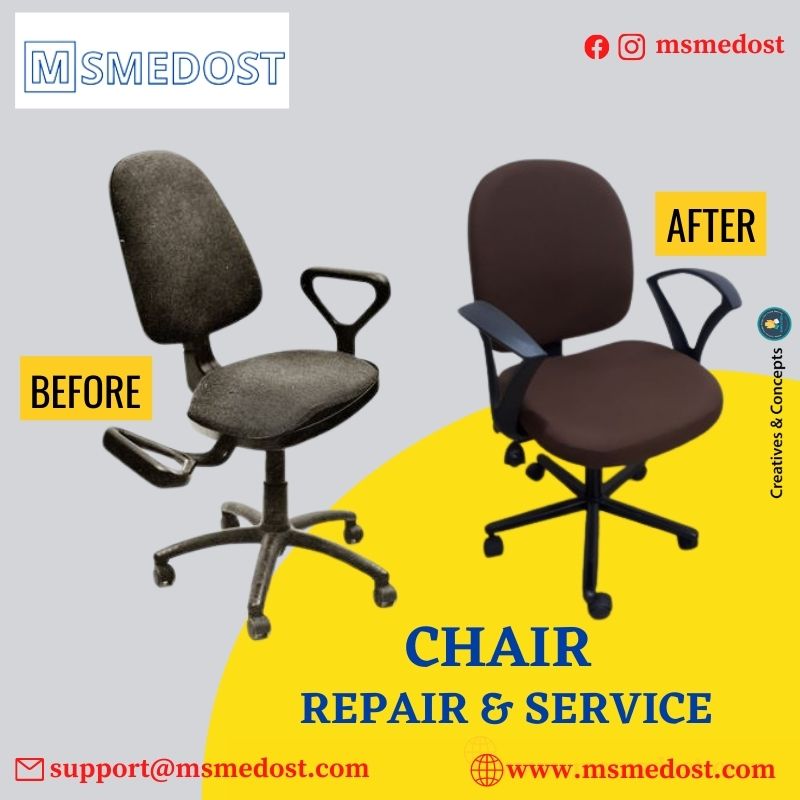 MSMEDOST
msmedost
AFTER
BEFORE
Creatives & Concepts
CHAIR
REPAIR & SERVICE
support@msmedost.com
www.msmedost.com